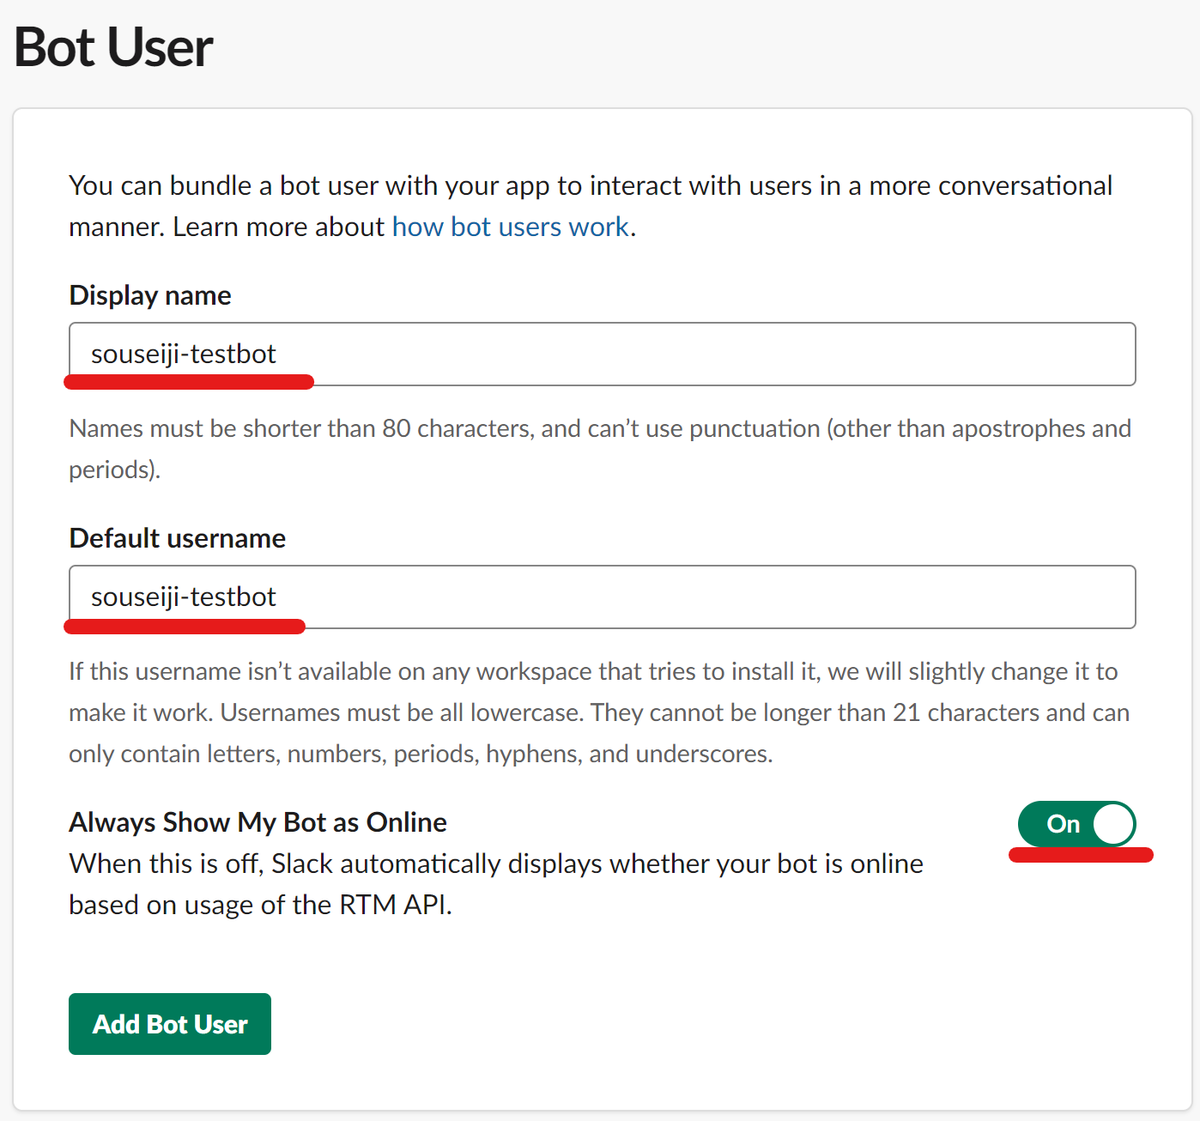 Bot User
You can bundle a bot user with your app to interact with users in a more conversational
manner. Learn more about how bot users work.
Display name
souseiji-testbot
Names must be shorter than 80 characters, and can’t use punctuation (other than apostrophes and
periods).
Default username
souseiji-testbot
If this username isn’t available on any workspace that tries to install it, we will slightly change it to
make it work. Usernames must be all lowercase. They cannot be longer than 21 characters and can
only contain letters, numbers, periods, hyphens, and underscores.
Always Show My Bot as Online
On
When this is off, Slack automatically displays whether your bot is online
based on usage of the RTM API.
Add Bot User